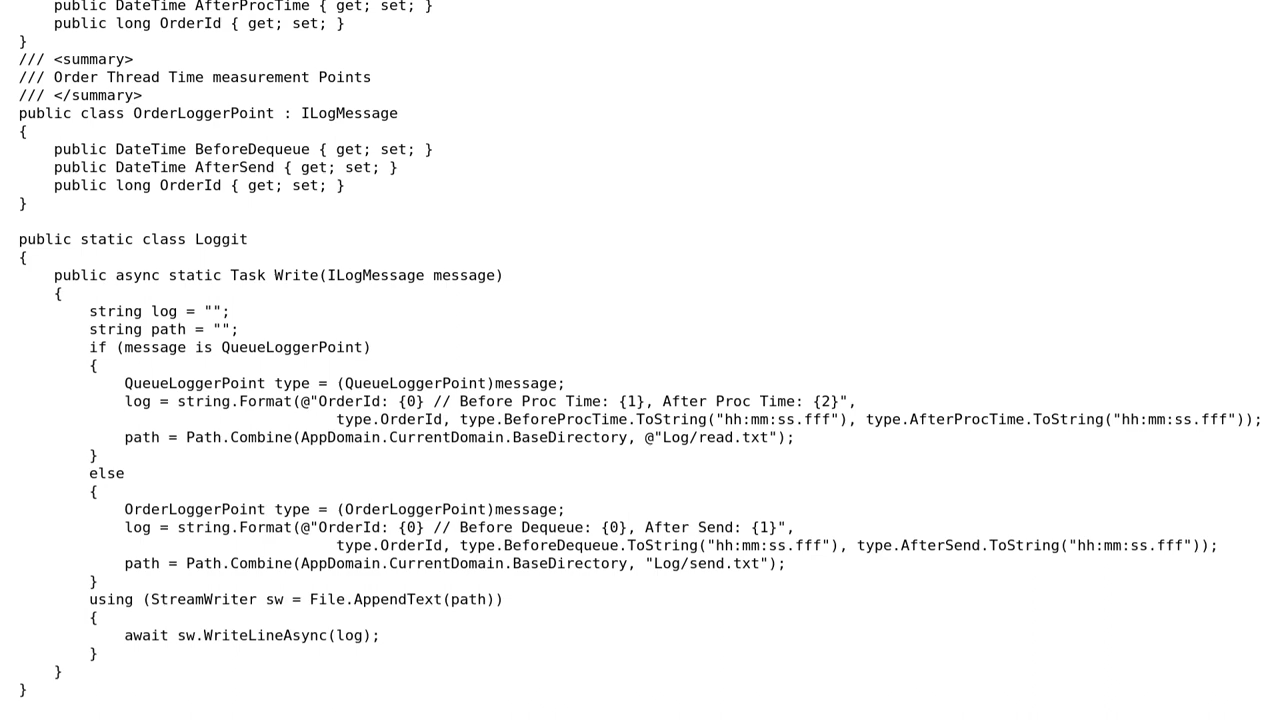 public DateTime AfterProcTime { get; set; }
    public long OrderId { get; set; }
}
/// <summary>
/// Order Thread Time measurement Points
/// </summary>
public class OrderLoggerPoint : ILogMessage
{
    public DateTime BeforeDequeue { get; set; }
    public DateTime AfterSend { get; set; }
    public long OrderId { get; set; }
}

public static class Loggit
{
    public async static Task Write(ILogMessage message)
    {
        string log = "";
        string path = "";
        if (message is QueueLoggerPoint)
        {
            QueueLoggerPoint type = (QueueLoggerPoint)message;
            log = string.Format(@"OrderId: {0} // Before Proc Time: {1}, After Proc Time: {2}",
                                    type.OrderId, type.BeforeProcTime.ToString("hh:mm:ss.fff"), type.AfterProcTime.ToString("hh:mm:ss.fff"));
            path = Path.Combine(AppDomain.CurrentDomain.BaseDirectory, @"Log/read.txt");
        }
        else
        {
            OrderLoggerPoint type = (OrderLoggerPoint)message;
            log = string.Format(@"OrderId: {0} // Before Dequeue: {0}, After Send: {1}",
                                    type.OrderId, type.BeforeDequeue.ToString("hh:mm:ss.fff"), type.AfterSend.ToString("hh:mm:ss.fff"));
            path = Path.Combine(AppDomain.CurrentDomain.BaseDirectory, "Log/send.txt");
        }
        using (StreamWriter sw = File.AppendText(path))
        {
            await sw.WriteLineAsync(log);
        }
    }
}